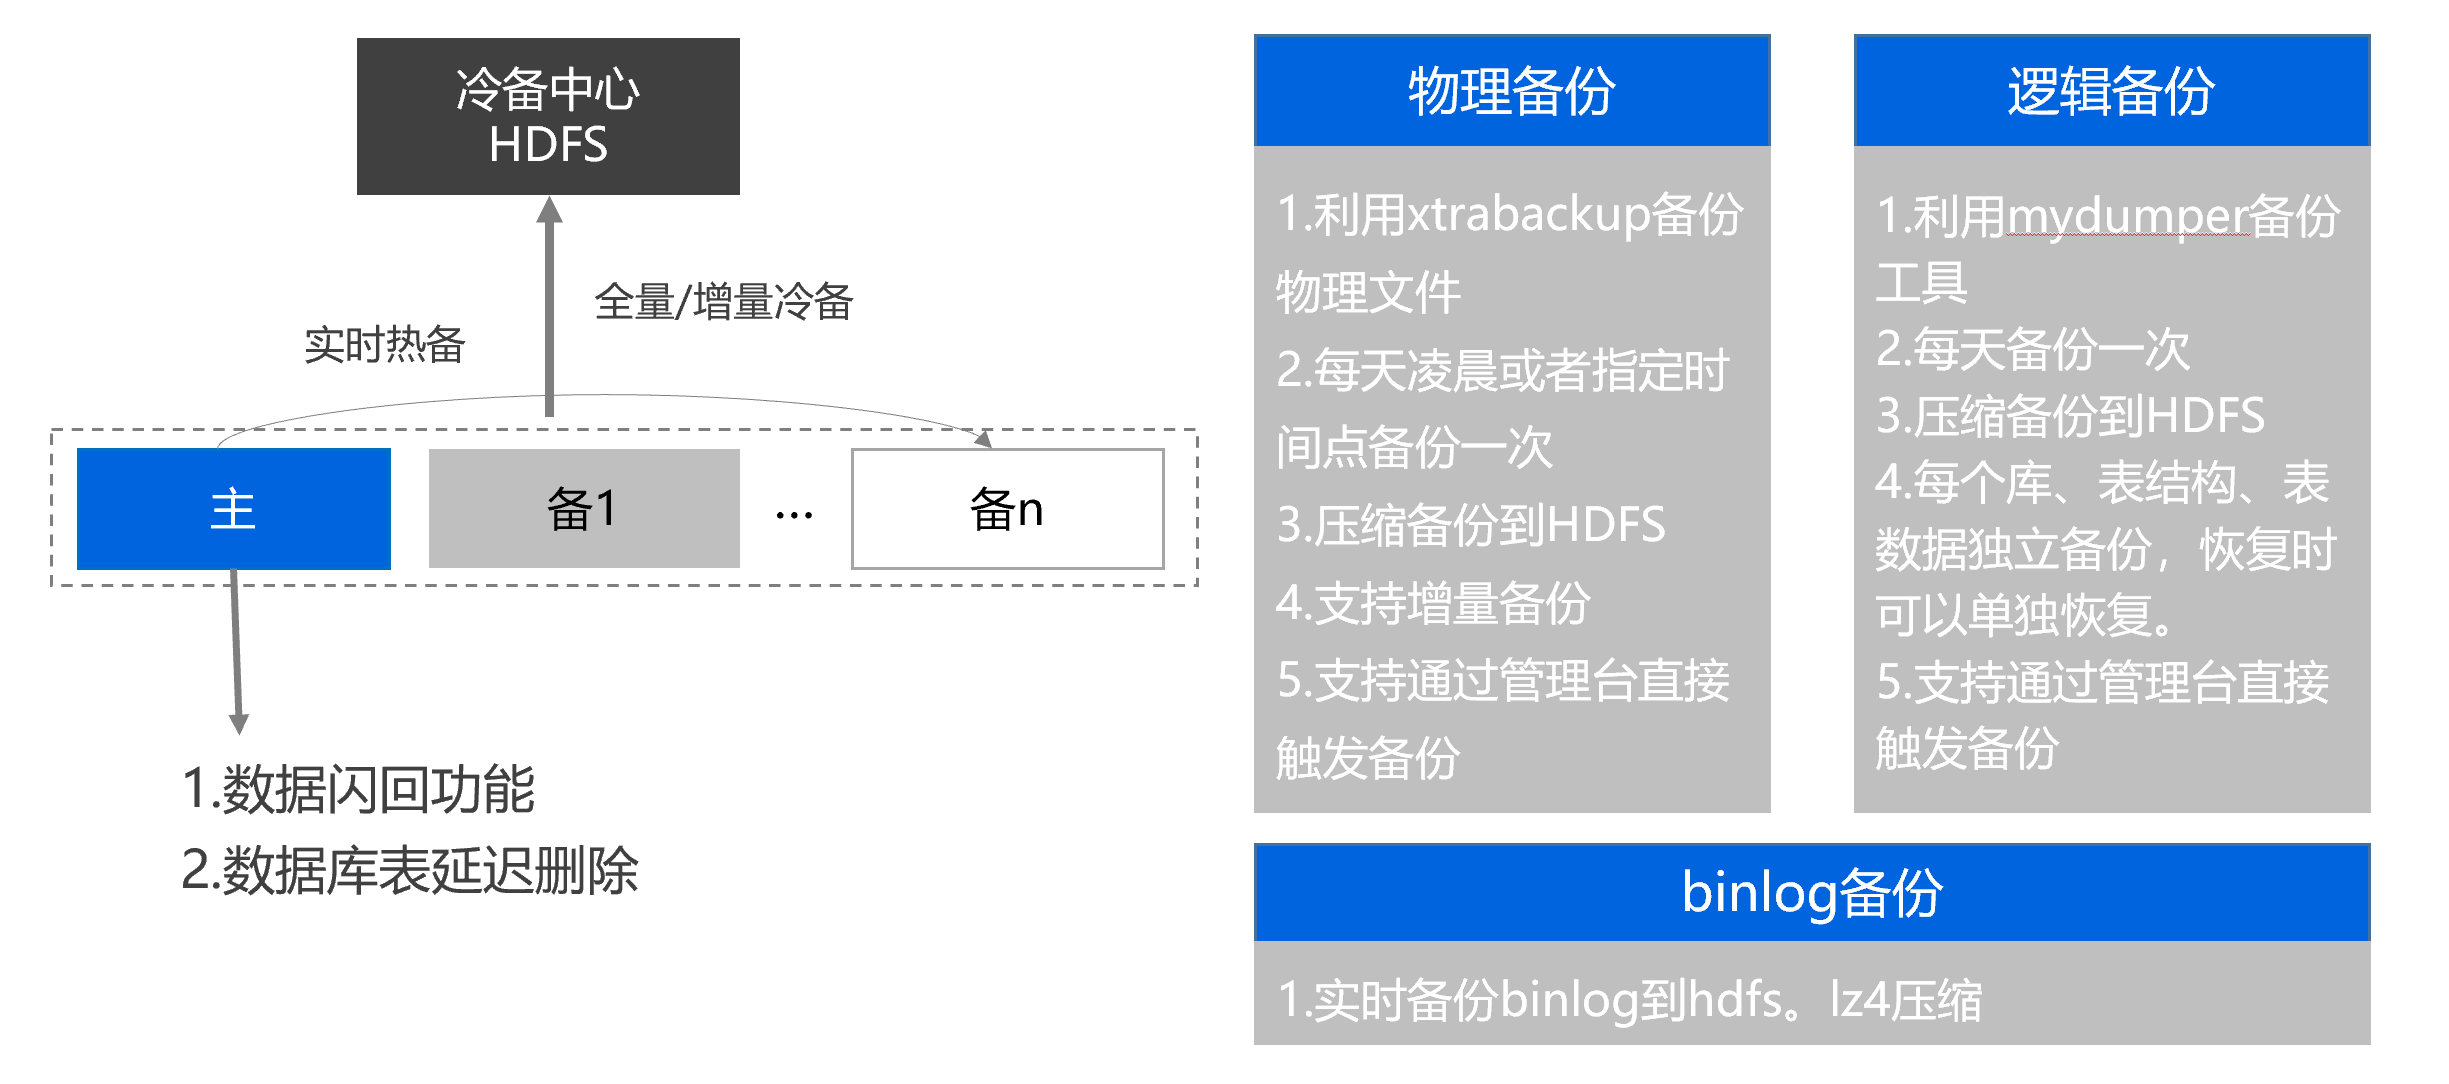 冷备中心
HDFS
全量/增量冷备
实时热备
主
备1
...
备n
1.数据闪回功能
2.数据库表延迟删除
物理备份
1.利用xtrabackup备份
物理文件
2.每天凌晨或者指定时
间点备份一次
3.压缩备份到HDFS
4.支持增量备份
5.支持通过管理台直接
触发备份
逻辑备份
1.利用mydumper备份
工具
2.每天备份一次
3.压缩备份到HDFS
4.每个库、表结构、表
数据独立备份，恢复时
可以单独恢复。
5.支持通过管理台直接
触发备份
binlog备份
1.实时备份binlog到hdfs。lz4压缩